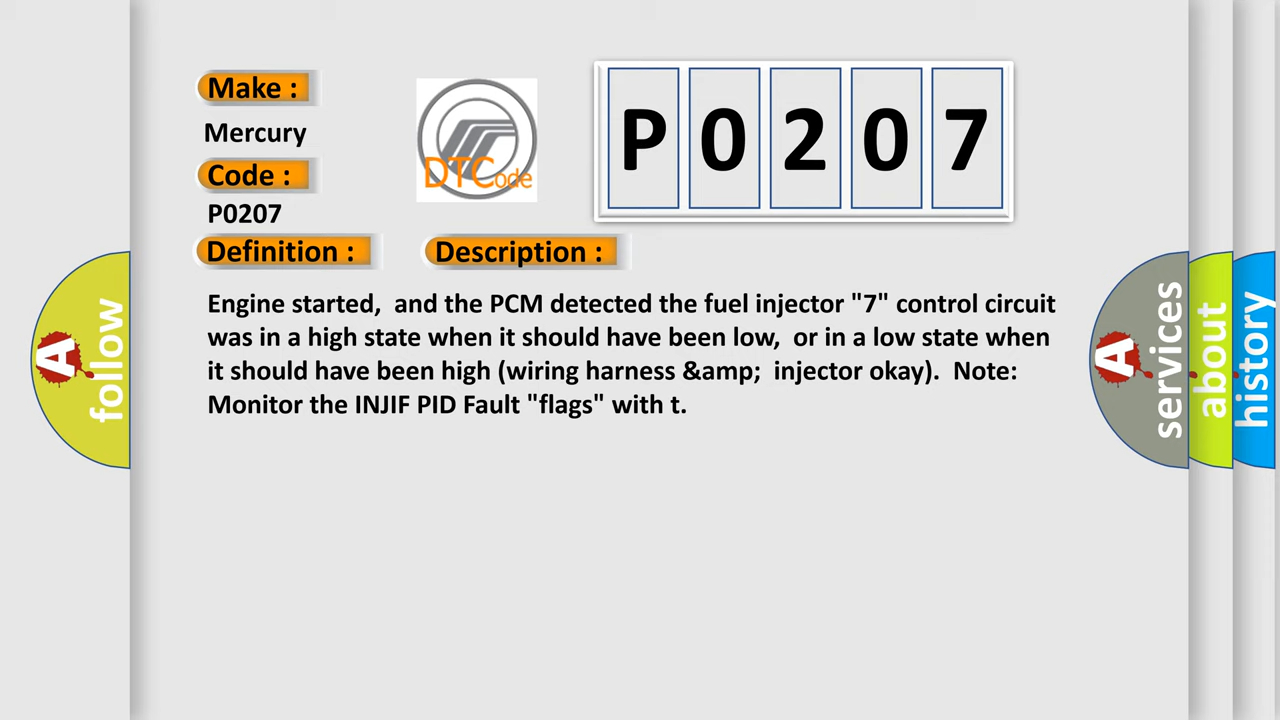 Make :
Mercury
Code :
P0207
DTCode
P0207
Definition :
Description :
Engine started,  and the PCM detected the fuel injector "7" control circuit
was in a high state when it should have been low,  or in a low state when
it should have been high (wiring harness &amp;  injector okay).  Note:
Monitor the INJIF PID Fault "flags" with t.
A
follow
A
services
about
history